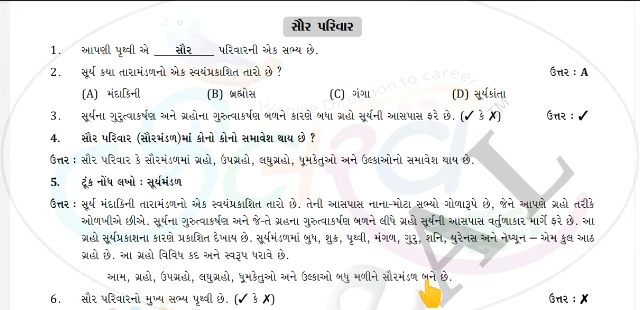 સૌર પરિવાર
1. આપણી પૃથ્વી એ સૌર પરિવારની એક સભ્ય છે.
2. સૂર્ય કયા તારામંડળનો એક સ્વયંપ્રકાશિત તારો છે ? ઉત્તર : A
(A) મંદાકિની (B) બ્રહ્મોસ (C) ગંગા (D) સૂર્યકાંતા
3. સૂર્યના ગુરુત્વાકર્ષણ અને ગ્રહોના ગુરુત્વાકર્ષણ બળને કારણે બધા ગ્રહો સૂર્યની આસપાસ ફરે છે. (✓ કે ✗) ઉત્તર : ✓
4. સૌર પરિવાર (સૌરમંડળ)માં કોનો કોનો સમાવેશ થાય છે ?
ઉત્તર : સૌર પરિવાર કે સૌરમંડળમાં ગ્રહો, ઉપગ્રહો, લઘુગ્રહો, ધૂમકેતુઓ અને ઉલ્કાઓનો સમાવેશ થાય છે.
5. ટૂંક નોંધ લખો : સૂર્યમંડળ
ઉત્તર : સૂર્ય મંદાકિની તારામંડળનો એક સ્વયંપ્રકાશિત તારો છે. તેની આસપાસ નાના-મોટા સભ્યો ગોળારૂપે છે, જેને આપણે ગ્રહો તરીકે
ઓળખીએ છીએ. સૂર્યના ગુરુત્વાકર્ષણ અને જે-તે ગ્રહના ગુરુત્વાકર્ષણ બળને લીધે ગ્રહો સૂર્યની આસપાસ વર્તુળાકાર માર્ગે ફરે છે. આ
ગ્રહો સૂર્યપ્રકાશના કારણે પ્રકાશિત દેખાય છે. સૂર્યમંડળમાં બુધ, શુક્ર, પૃથ્વી, મંગળ, ગુરુ, શનિ, યુરેનસ અને નેપ્ચૂન – એમ કુલ આઠ
ગ્રહો છે. આ ગ્રહો વિવિધ કદ અને સ્વરૂપ ધરાવે છે.
આમ, ગ્રહો, ઉપગ્રહો, લઘુગ્રહો, ધૂમકેતુઓ અને ઉલ્કાઓ બધુ મળીને સૌરમંડળ બને છે.
6. સૌર પરિવારનો મુખ્ય સભ્ય પૃથ્વી છે. (✓ કે ✗) ઉત્તર : ✗